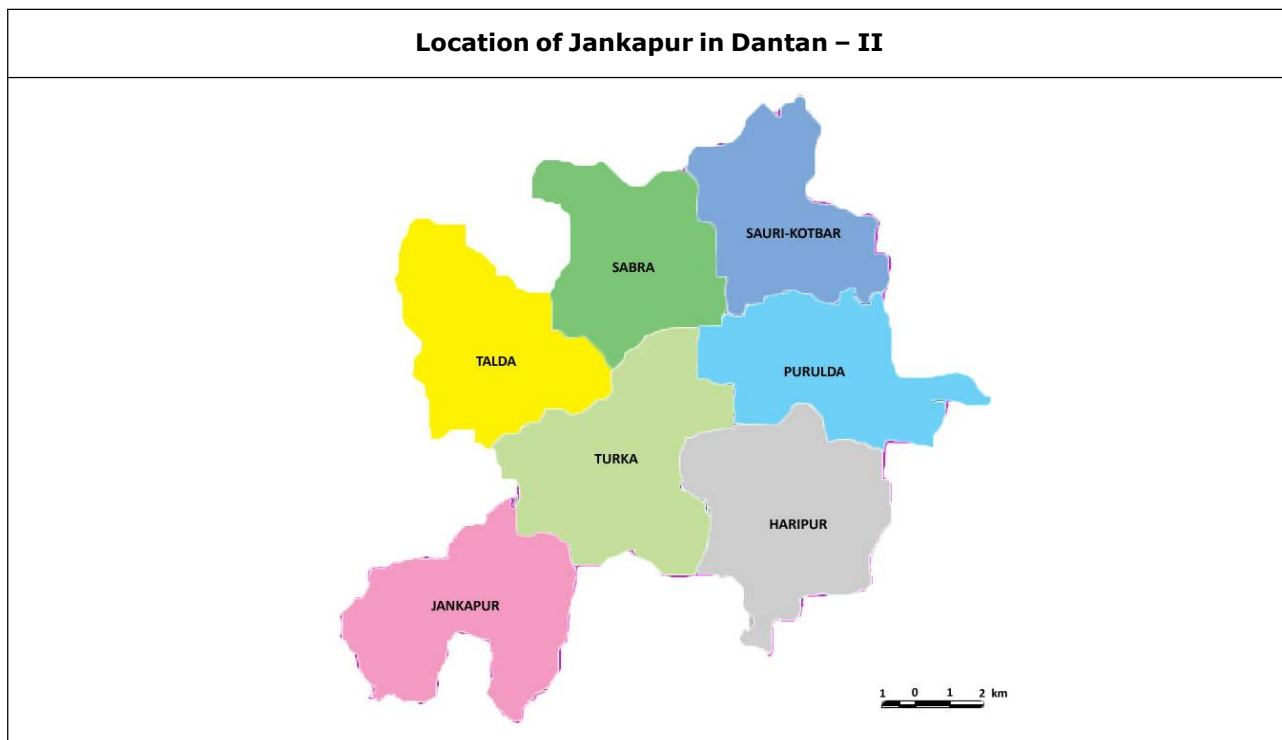 Location of Jankapur in Dantan – II
SAURI-KOTBAR
SABRA
TALDA
PURULDA
TURKA
HARIPUR
JANKAPUR
1 0 1 2 km